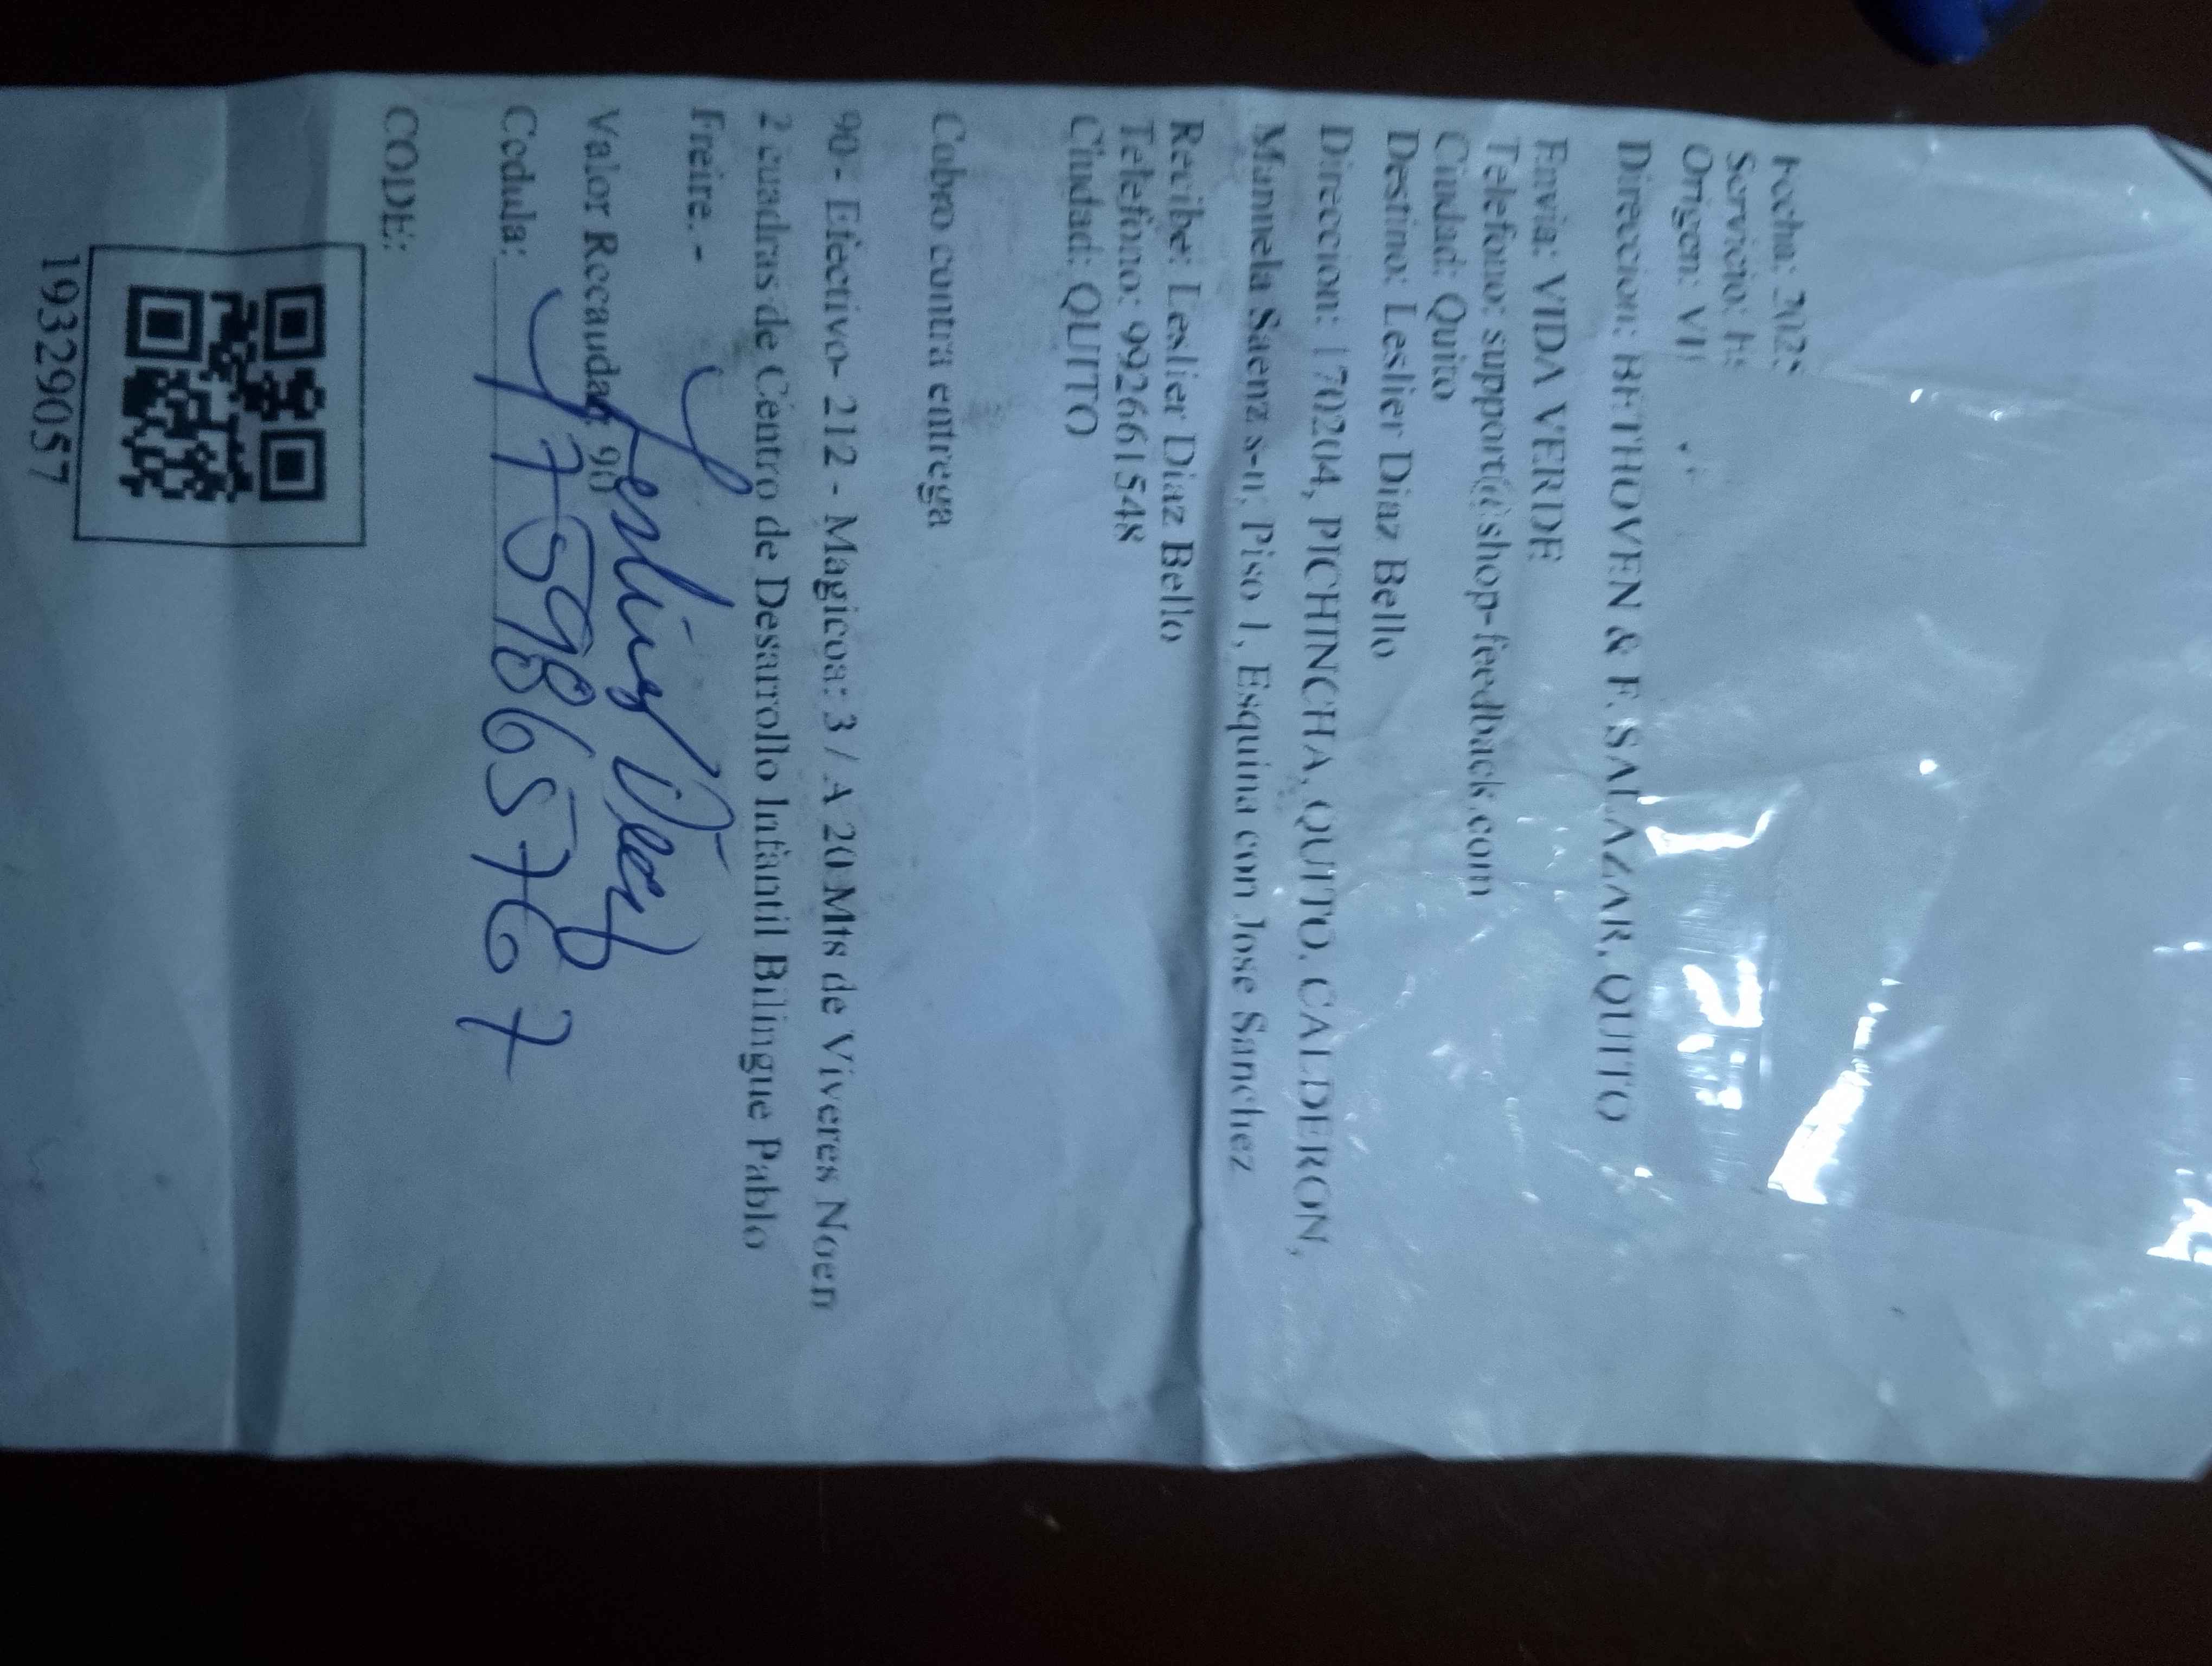 Fecha: 2025
Servicio:
Origen: VI
Direccion: BETHOVEN & F. SALAZAR, QUITO
Envia: VIDA VERDE
Telefono: support@shop-feedback.com
Ciudad: Quito
Destino: Leslier Diaz Bello
Direccion: 170204, PICHINCHA, QUITO, CALDERON,
Manuela Saenz s-n, Piso 1, Esquina con Jose Sanchez
Recibe: Leslier Diaz Bello
Telefono: 992661548
Ciudad: QUITO
Cobro contra entrega
90- Efectivo- 212 - Magicoa: 3 / A 20 Mts de Viveres Noen
2 cuadras de Centro de Desarrollo Infantil Bilingue Pablo
Freire. -
Valor Recaudar: 90
Cedula: 1759865767
CODE:
193290057